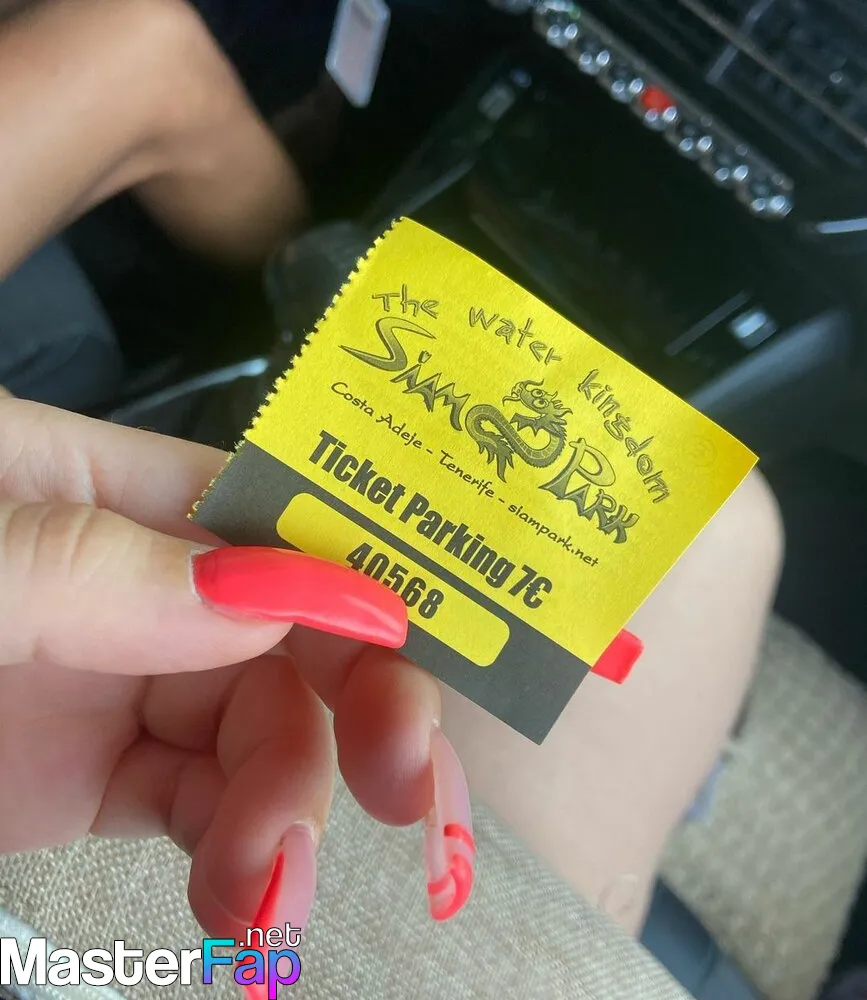 The water kingdom
SIAM PARK
Costa Adeje - Tenerife - siampark.net
Ticket Parking 7€
40568
MasterFap.net